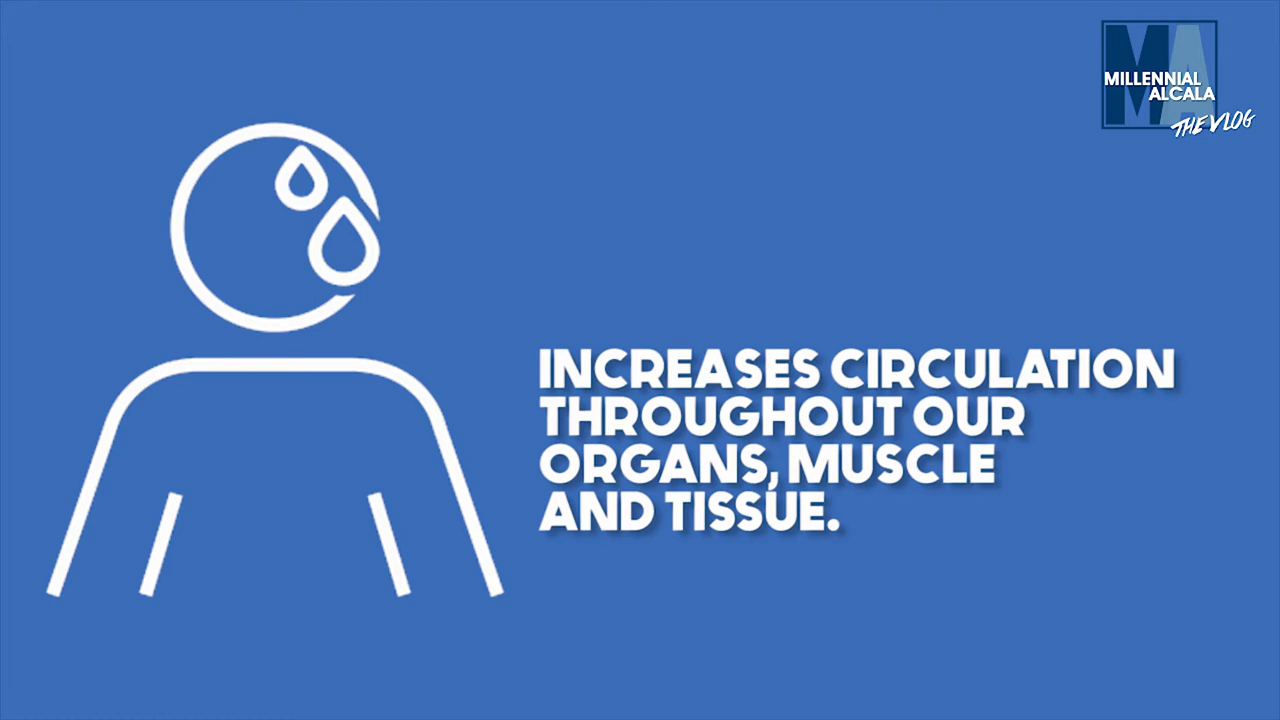 MILLENNIAL
ALCALA
THE VLOG
INCREASES CIRCULATION
THROUGHOUT OUR
ORGANS, MUSCLE
AND TISSUE.